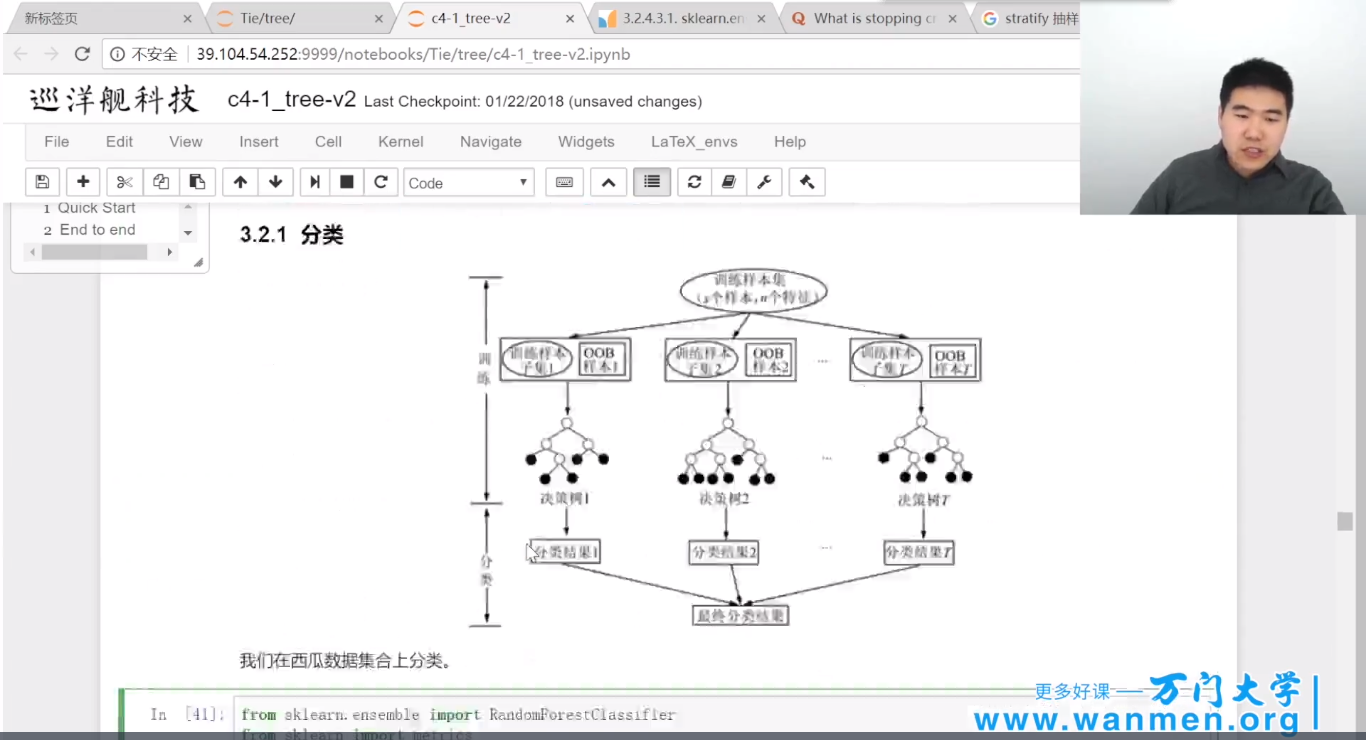 新标签页
Tie/tree/
c4-1_tree-v2
3.2.4.3.1. sklearn.en
What is stopping cr
stratify 抽样
不安全
39.104.54.252:9999/notebooks/Tie/tree/c4-1_tree-v2.ipynb
巡洋舰科技
c4-1_tree-v2 Last Checkpoint: 01/22/2018 (unsaved changes)
File Edit View Insert Cell Kernel Navigate Widgets LaTeX_envs Help
Code
1 Quick Start
2 End to end
3.2.1 分类
训练样本集
(s个样本,n个特征)
训练
训练样本子集1
OOB样本1
训练样本子集2
OOB样本2
...
训练样本子集T
OOB样本T
...
决策树1
决策树2
决策树T
分类
分类结果1
分类结果2
...
分类结果T
最终分类结果
我们在西瓜数据集合上分类。
In [41]: from sklearn.ensemble import RandomForestClassifier
from sklearn import metrics
更多好课 — 万门大学
www.wanmen.org